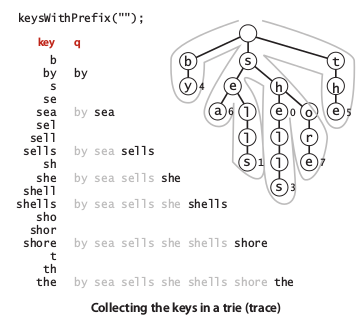 keysWithPrefix("");
key q
b
by by
s
se
sea by sea
sel
sell
sells by sea sells
sh
she by sea sells she
shell
shells by sea sells she shells
sho
shor
shore by sea sells she shells shore
t
th
the by sea sells she shells shore the
b s t
y 4 e h h
a 6 l e 0 o e 5
l l r
s 1 l e 7
s 3
Collecting the keys in a trie (trace)